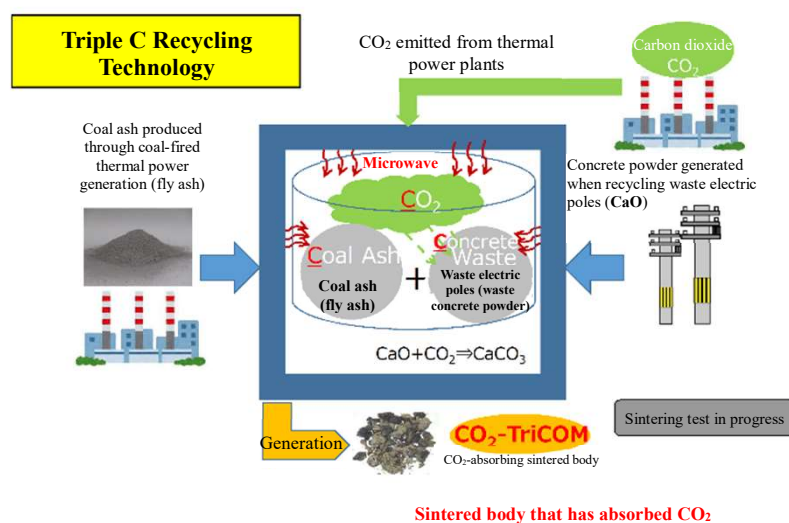 Triple C Recycling
Technology
CO₂ emitted from thermal
power plants
Carbon dioxide
CO₂
Coal ash produced
through coal-fired
thermal power
generation (fly ash)
Microwave
Concrete powder generated
when recycling waste electric
poles (CaO)
CO₂
Coal Ash
Coal ash
(fly ash)
+
Concrete
Waste
Waste electric
poles (waste
concrete powder)
CaO+CO₂⇒CaCO₃
Generation
CO₂-TriCOM
CO₂-absorbing sintered body
Sintering test in progress
Sintered body that has absorbed CO₂